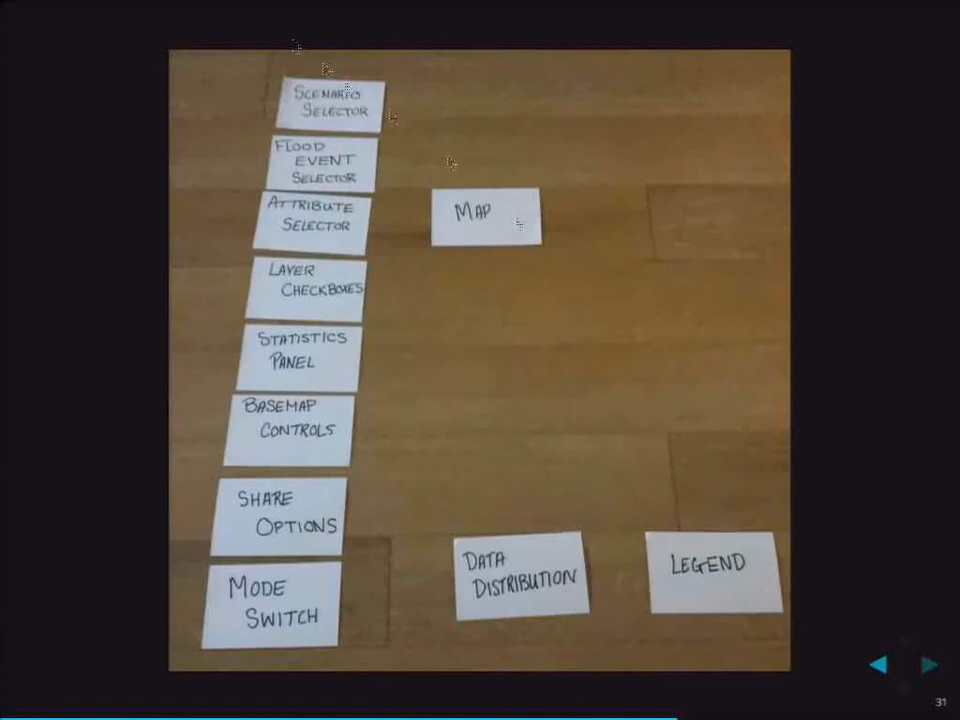 SCENARIO
SELECTOR
FLOOD
EVENT
SELECTOR
ATTRIBUTE
SELECTOR
MAP
LAYER
CHECKBOXES
STATISTICS
PANEL
BASEMAP
CONTROLS
SHARE
OPTIONS
MODE
SWITCH
DATA
DISTRIBUTION
LEGEND
31